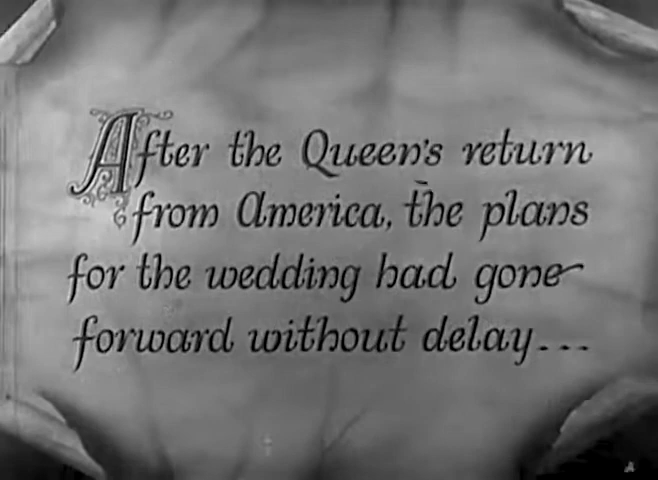 After the Queen's return
from America, the plans
for the wedding had gone
forward without delay...